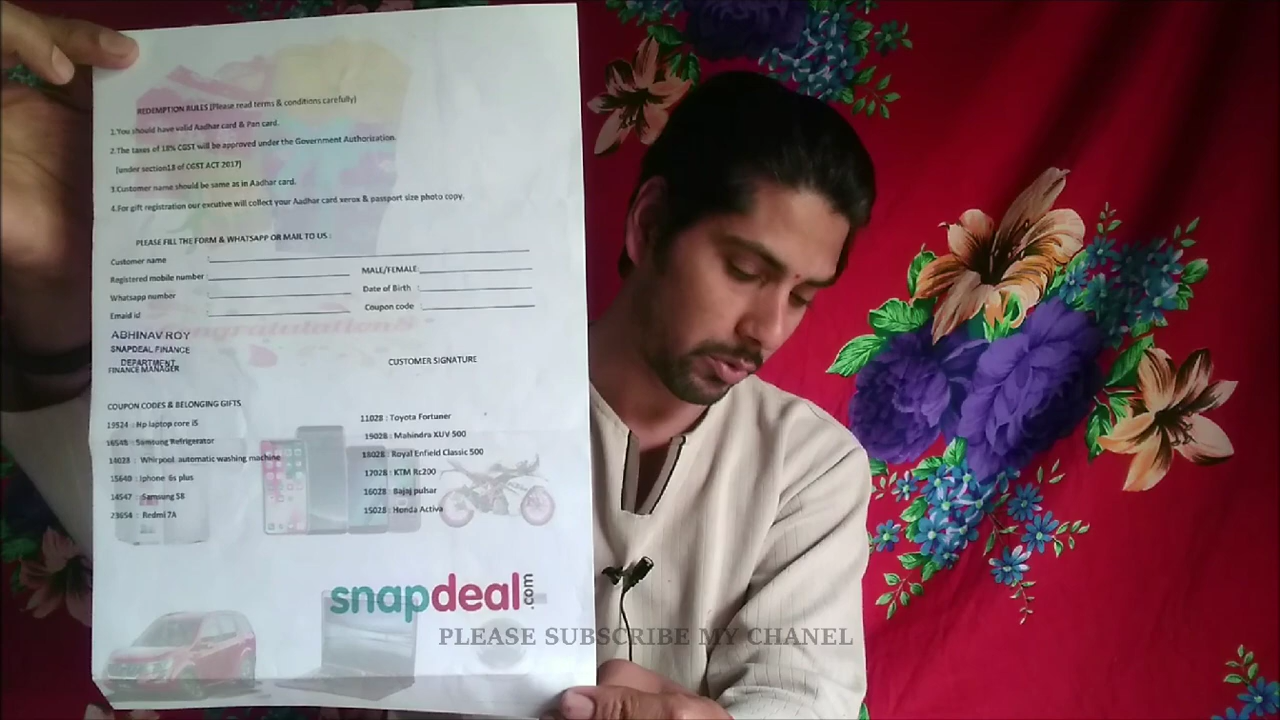 REDEMPTION RULES (Please read terms & conditions carefully)
1.You should have valid Aadhar card & Pan card.
2.The taxes of 18% CGST will be approved under the Government Authorization.
[under section18 of CGST ACT 2017]
3.Customer name should be same as in Aadhar card.
4.For gift registration our excutive will collect your Aadhar card xerox & passport size photo copy.
PLEASE FILL THE FORM & WHATSAPP OR MAIL TO US :
Customer name :
Registered mobile number : MALE/FEMALE:
Whatsapp number : Date of Birth :
Emaid id : Coupon code :
ABHINAV ROY
SNAPDEAL FINANCE
DEPARTMENT
FINANCE MANAGER
CUSTOMER SIGNATURE
COUPON CODES & BELONGING GIFTS
19524 : Hp laptop core i5
16548 : Samsung Refrigerator
14023 : Whirpool automatic washing machine
15640 : Iphone 6s plus
14547 : Samsung S8
23654 : Redmi 7A
11028 : Toyota Fortuner
19028 : Mahindra XUV 500
18028 : Royal Enfield Classic 500
17028 : KTM Rc200
16028 : Bajaj pulsar
15028 : Honda Activa
snapdeal.com
PLEASE SUBSCRIBE MY CHANEL